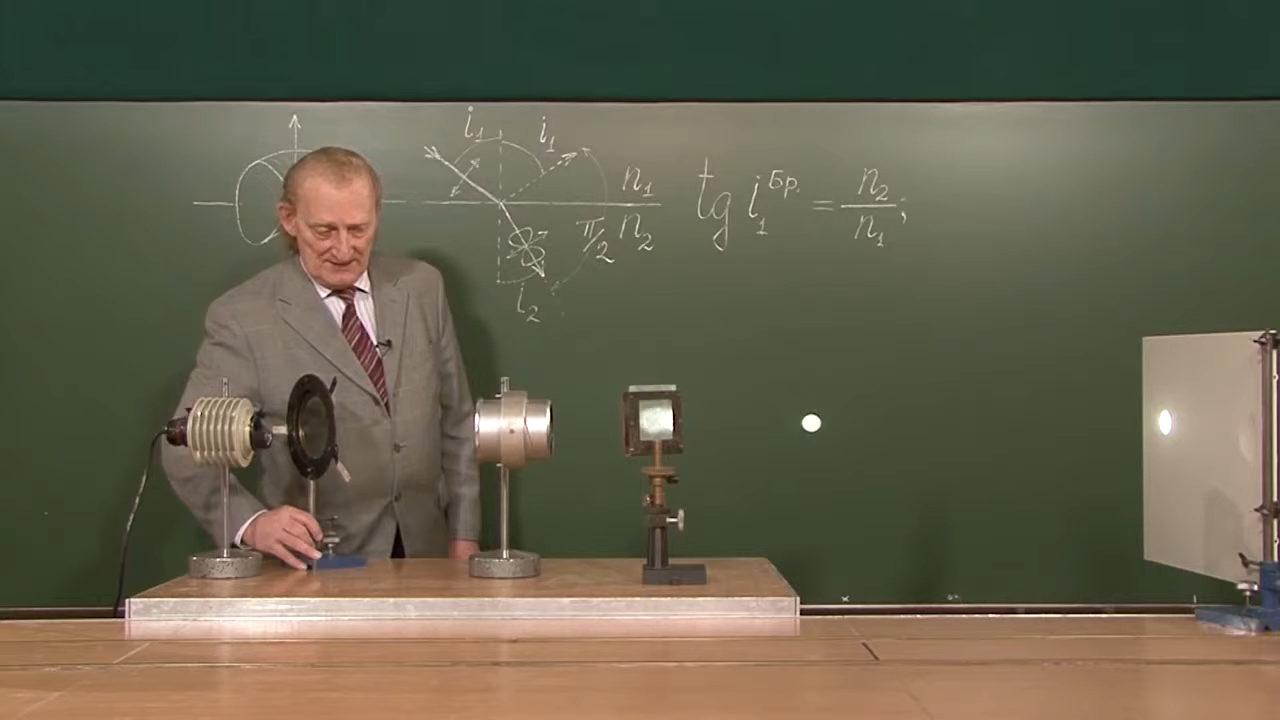 i₁ i₁
n₁
n₂
π/2
i₂
tg i₁^Бр. = n₂/n₁;